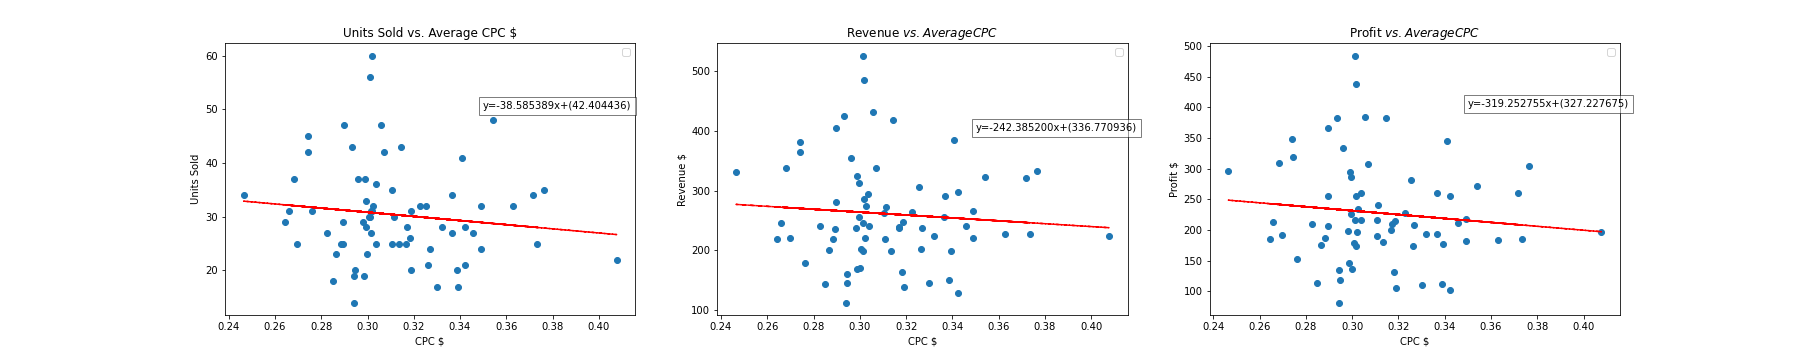 Units Sold vs. Average CPC $
Units Sold
60
50
40
30
20
y=-38.585389x+(42.404436)
0.24 0.26 0.28 0.30 0.32 0.34 0.36 0.38 0.40
CPC $
Revenue vs. AverageCPC
Revenue $
500
400
300
200
100
y=-242.385200x+(336.770936)
0.24 0.26 0.28 0.30 0.32 0.34 0.36 0.38 0.40
CPC $
Profit vs. AverageCPC
Profit $
500
450
400
350
300
250
200
150
100
y=-319.252755x+(327.227675)
0.24 0.26 0.28 0.30 0.32 0.34 0.36 0.38 0.40
CPC $